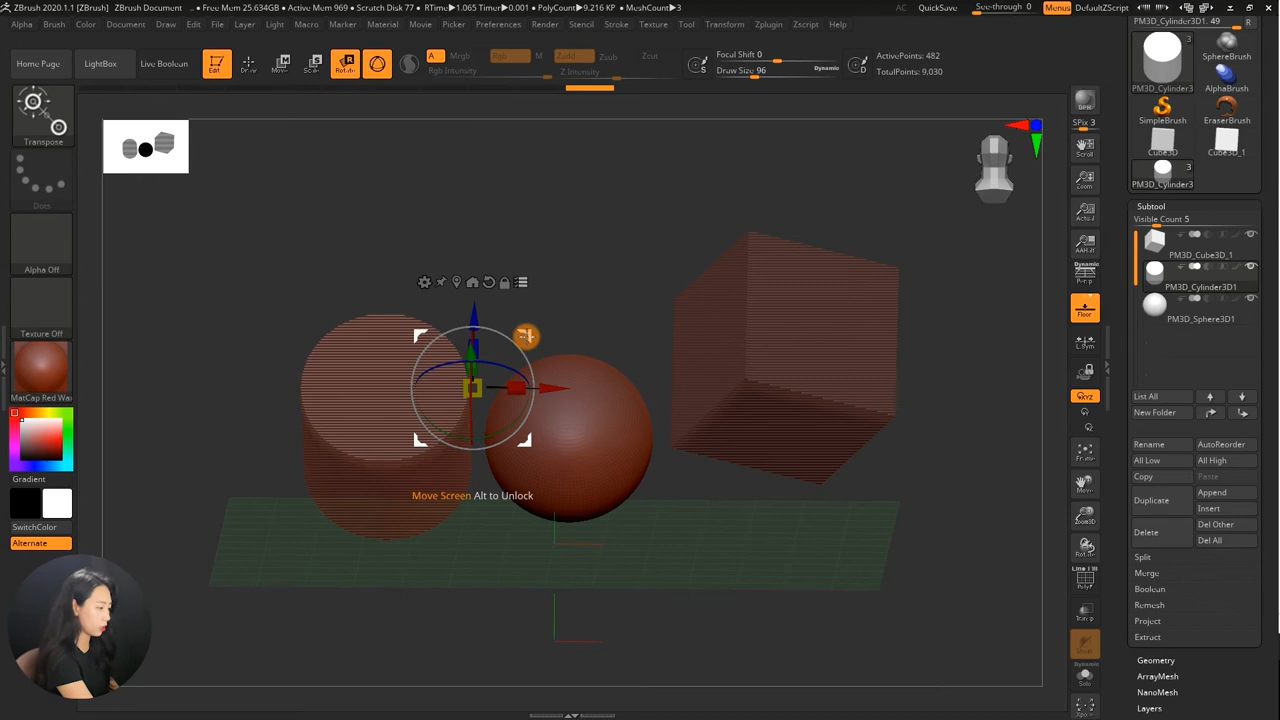 ZBrush 2020.1.1
ZBrush Document
• Free Mem 25.634GB • Active Mem 969 • Scratch Disk 77 •
RTime▶1.065 Timer▶0.001 • PolyCount▶9.216 KP • MeshCount▶3
AC
QuickSave
See-through 0
Menus
DefaultZScript
Alpha
Brush
Color
Document
Draw
Edit
File
Layer
Light
Macro
Marker
Material
Movie
Picker
Preferences
Render
Stencil
Stroke
Texture
Tool
Transform
Zplugin
Zscript
Help
Home Page
LightBox
Live Boolean
Edit
Draw
Move
Scale
Rotate
A
Mrgb
Rgb
M
Rgb Intensity
Zadd
Zsub
Zcut
Z Intensity
S
Focal Shift 0
Draw Size 96
Dynamic
D
ActivePoints: 482
TotalPoints: 9,030
Transpose
Dots
Alpha Off
Texture Off
MatCap Red Wax
Gradient
SwitchColor
Alternate
Move Screen Alt to Unlock
BPR
SPix 3
Scroll
Zoom
Actual
AAHalf
Dynamic
Persp
Floor
L.Sym
Frame
Move
Zoom3D
Rotate
Line Fill
PolyF
Transp
Dynamic
Solo
Xpose
PM3D_Cylinder3D1. 49
R
3
PM3D_Cylinder3
SphereBrush
AlphaBrush
SimpleBrush
EraserBrush
Cube3D
Cube3D_1
3
PM3D_Cylinder3
Subtool
Visible Count 5
PM3D_Cube3D_1
PM3D_Cylinder3D1
PM3D_Sphere3D1
List All
New Folder
Rename
AutoReorder
All Low
All High
Copy
Paste
Duplicate
Append
Insert
Delete
Del Other
Del All
Split
Merge
Boolean
Remesh
Project
Extract
Geometry
ArrayMesh
NanoMesh
Layers